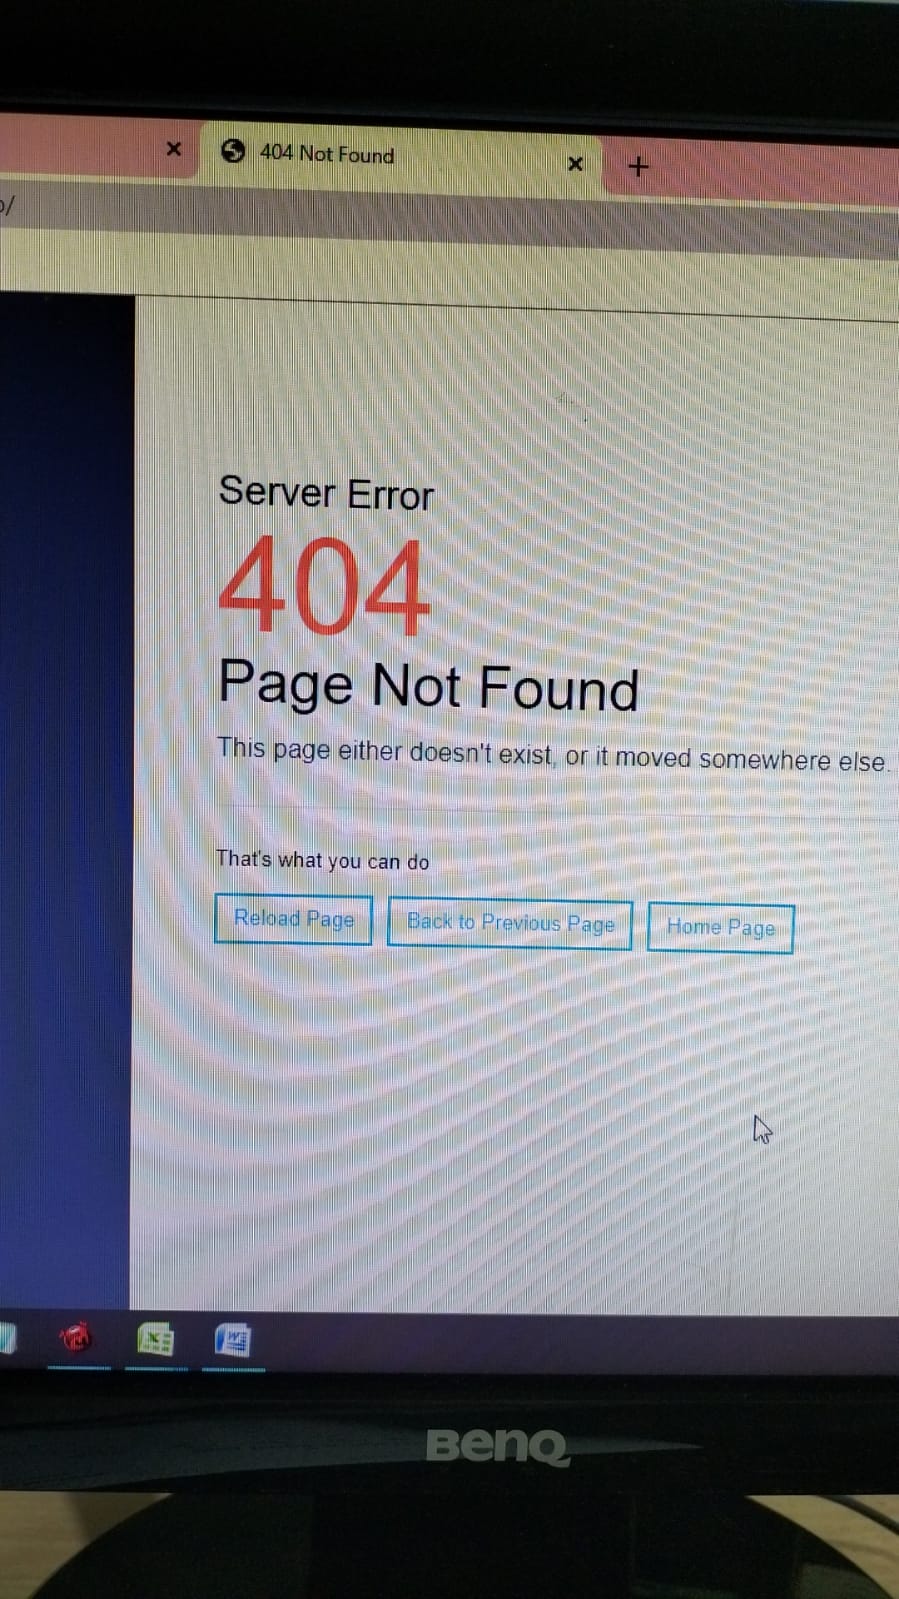 404 Not Found
/
Server Error
404
Page Not Found
This page either doesn't exist, or it moved somewhere else.
That's what you can do
Reload Page Back to Previous Page Home Page
BenQ